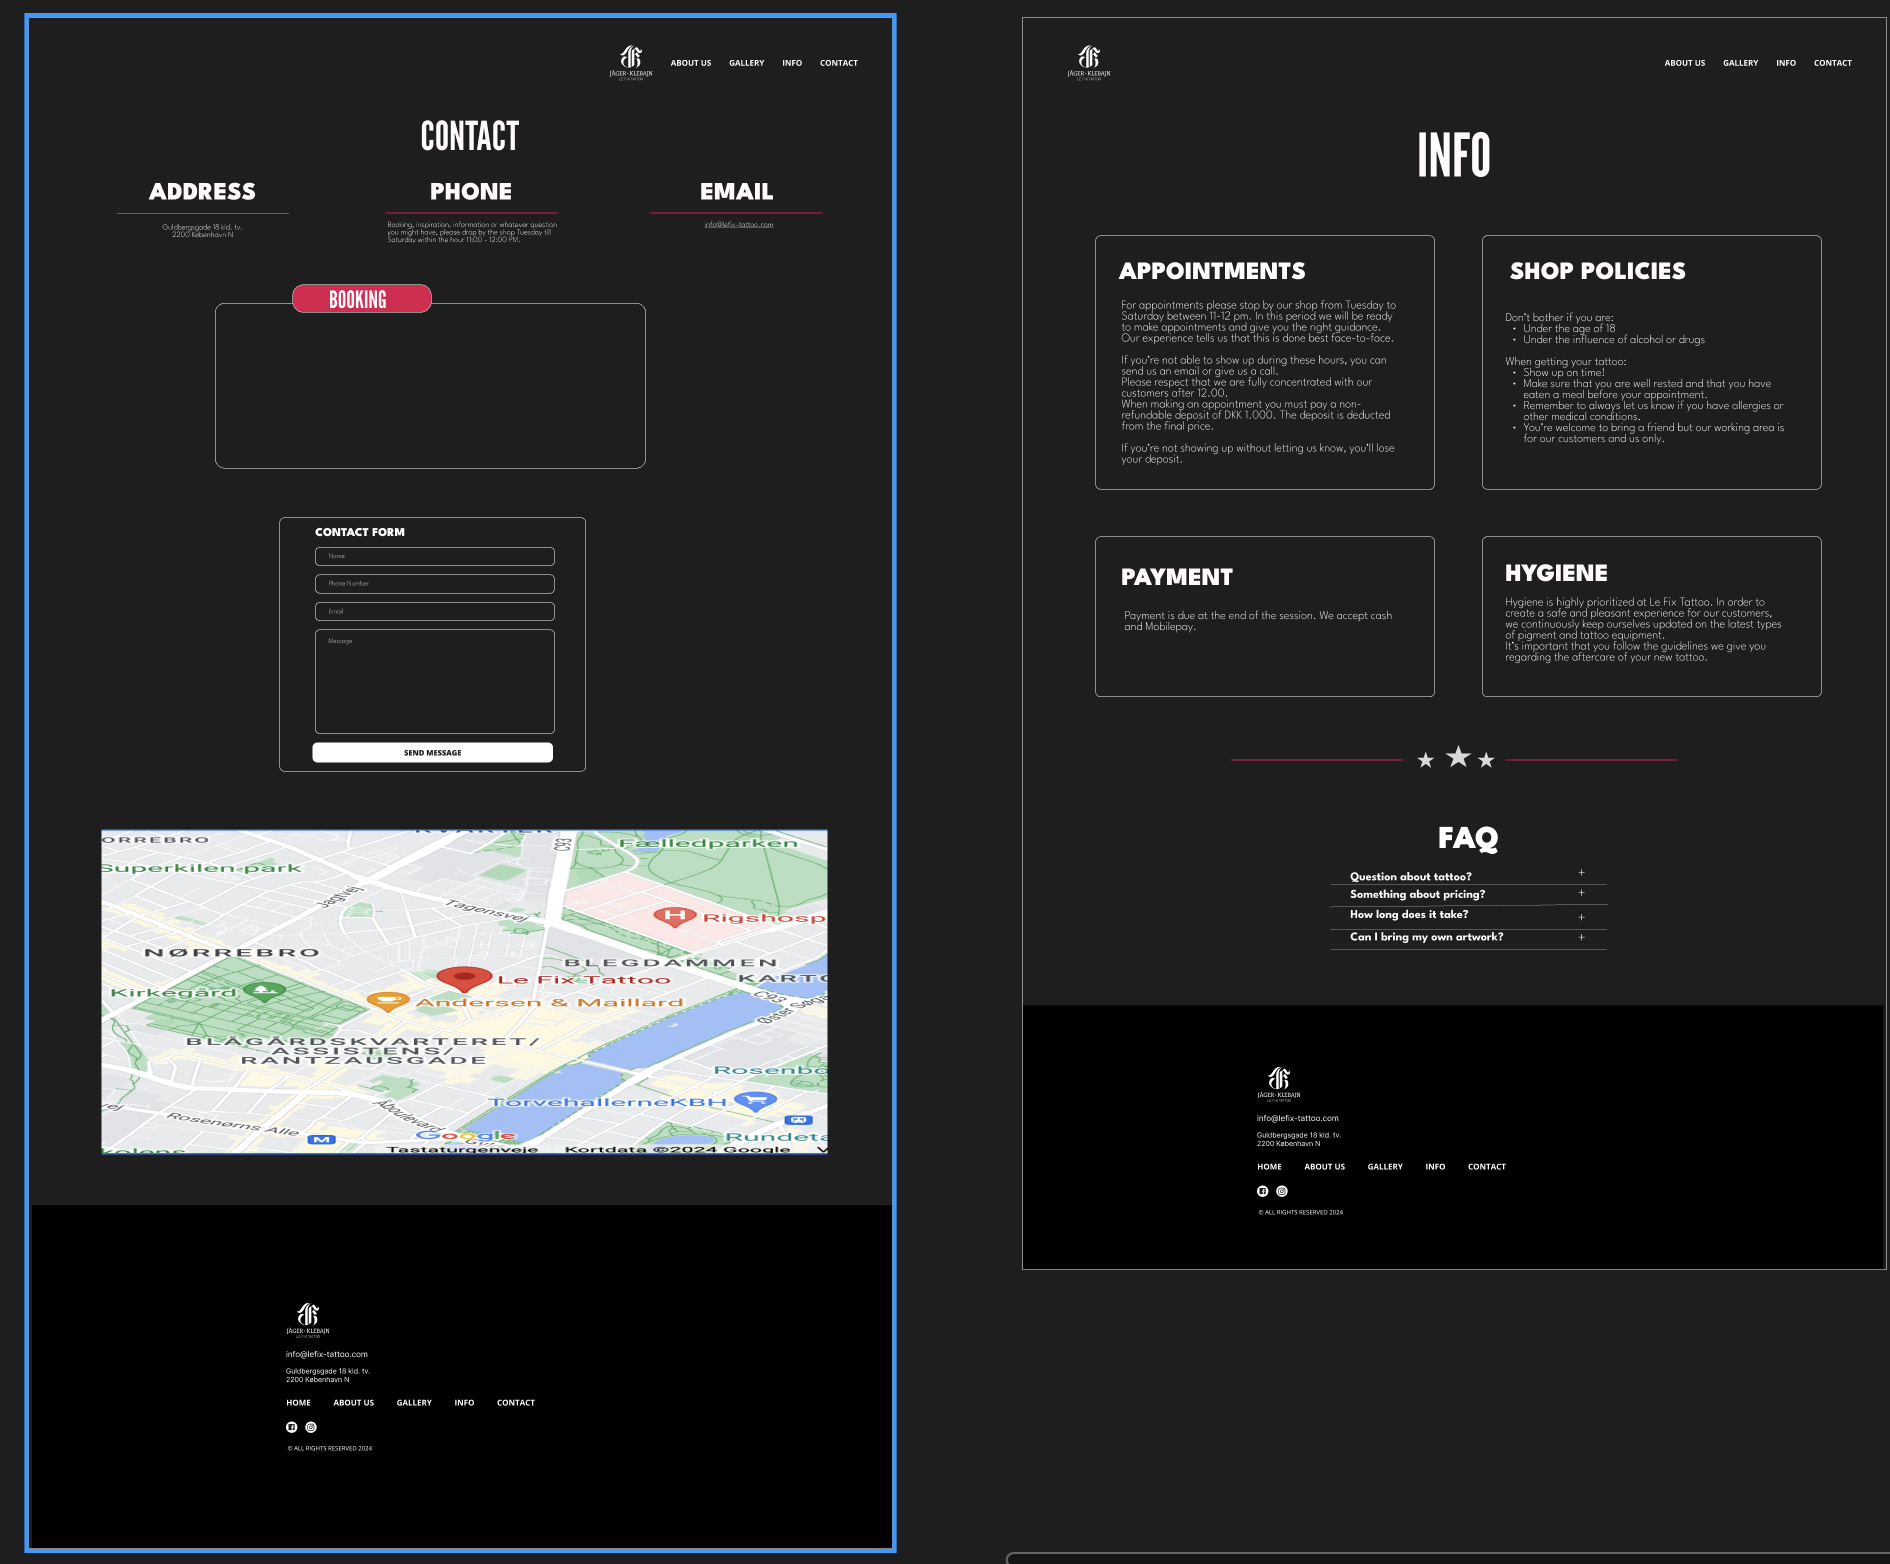 JÄGER · KLEBAJN
LE FIX TATTOO
ABOUT US
GALLERY
INFO
CONTACT
CONTACT
ADDRESS
Guldbergsgade 18 kld. tv.
2200 København N
PHONE
Booking, inspiration, information or whatever question
you might have, please drop by the shop Tuesday till
Saturday within the hour 11:00 - 12:00 PM.
EMAIL
info@lefix-tattoo.com
BOOKING
CONTACT FORM
Name
Phone Number
Email
Message
SEND MESSAGE
KVARTER
ORREBRO
C93
Fælledparken
Superkilen-park
Jagtvej
Tagensvej
H
Rigshosp
NØRREBRO
BLEGDAMMEN
KARTO
Le Fix Tattoo
Kirkegård
Andersen & Maillard
C93
Øster Søga
BLÅGÅRDSKVARTERET/
ASSISTENS/
RANTZAUSGADE
Rosenbo
TorvehallerneKBH
ej
Rosenørns Alle
Åboulevard
M
Google
Rundeta
kolens
Tastaturgenveje
Kortdata ©2024 Google
V
JÄGER · KLEBAJN
LE FIX TATTOO
info@lefix-tattoo.com
Guldbergsgade 18 kld. tv.
2200 København N
HOME
ABOUT US
GALLERY
INFO
CONTACT
© ALL RIGHTS RESERVED 2024
JÄGER · KLEBAJN
LE FIX TATTOO
ABOUT US
GALLERY
INFO
CONTACT
INFO
APPOINTMENTS
For appointments please stop by our shop from Tuesday to
Saturday between 11-12 pm. In this period we will be ready
to make appointments and give you the right guidance.
Our experience tells us that this is done best face-to-face.
If you're not able to show up during these hours, you can
send us an email or give us a call.
Please respect that we are fully concentrated with our
customers after 12.00.
When making an appointment you must pay a non-
refundable deposit of DKK 1.000. The deposit is deducted
from the final price.
If you're not showing up without letting us know, you'll lose
your deposit.
SHOP POLICIES
Don't bother if you are:
• Under the age of 18
• Under the influence of alcohol or drugs
When getting your tattoo:
• Show up on time!
• Make sure that you are well rested and that you have
eaten a meal before your appointment.
• Remember to always let us know if you have allergies or
other medical conditions.
• You're welcome to bring a friend but our working area is
for our customers and us only.
PAYMENT
Payment is due at the end of the session. We accept cash
and Mobilepay.
HYGIENE
Hygiene is highly prioritized at Le Fix Tattoo. In order to
create a safe and pleasant experience for our customers,
we continuously keep ourselves updated on the latest types
of pigment and tattoo equipment.
It's important that you follow the guidelines we give you
regarding the aftercare of your new tattoo.
FAQ
Question about tattoo? +
Something about pricing? +
How long does it take? +
Can I bring my own artwork? +
JÄGER · KLEBAJN
LE FIX TATTOO
info@lefix-tattoo.com
Guldbergsgade 18 kld. tv.
2200 København N
HOME
ABOUT US
GALLERY
INFO
CONTACT
© ALL RIGHTS RESERVED 2024